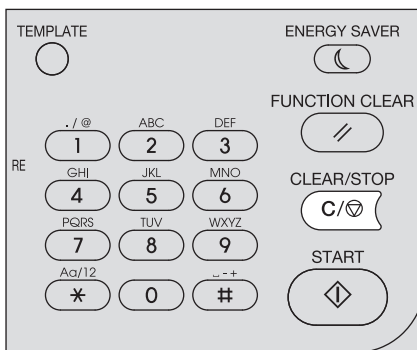 TEMPLATE
ENERGY SAVER
FUNCTION CLEAR
. / @ ABC DEF
1 2 3
RE
GHI JKL MNO
4 5 6
CLEAR/STOP
C/
PQRS TUV WXYZ
7 8 9
START
Aa/12 ⎵ - +
* 0 #